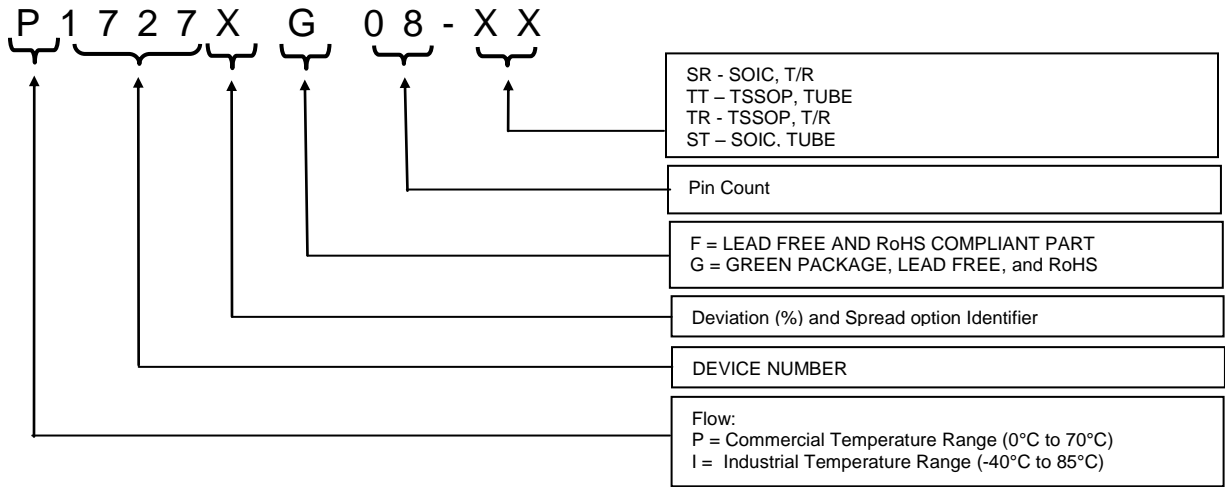 P 1 7 2 7 X G 0 8 - X X
SR - SOIC, T/R
TT – TSSOP, TUBE
TR - TSSOP, T/R
ST – SOIC, TUBE
Pin Count
F = LEAD FREE AND RoHS COMPLIANT PART
G = GREEN PACKAGE, LEAD FREE, and RoHS
Deviation (%) and Spread option Identifier
DEVICE NUMBER
Flow:
P = Commercial Temperature Range (0°C to 70°C)
I = Industrial Temperature Range (-40°C to 85°C)